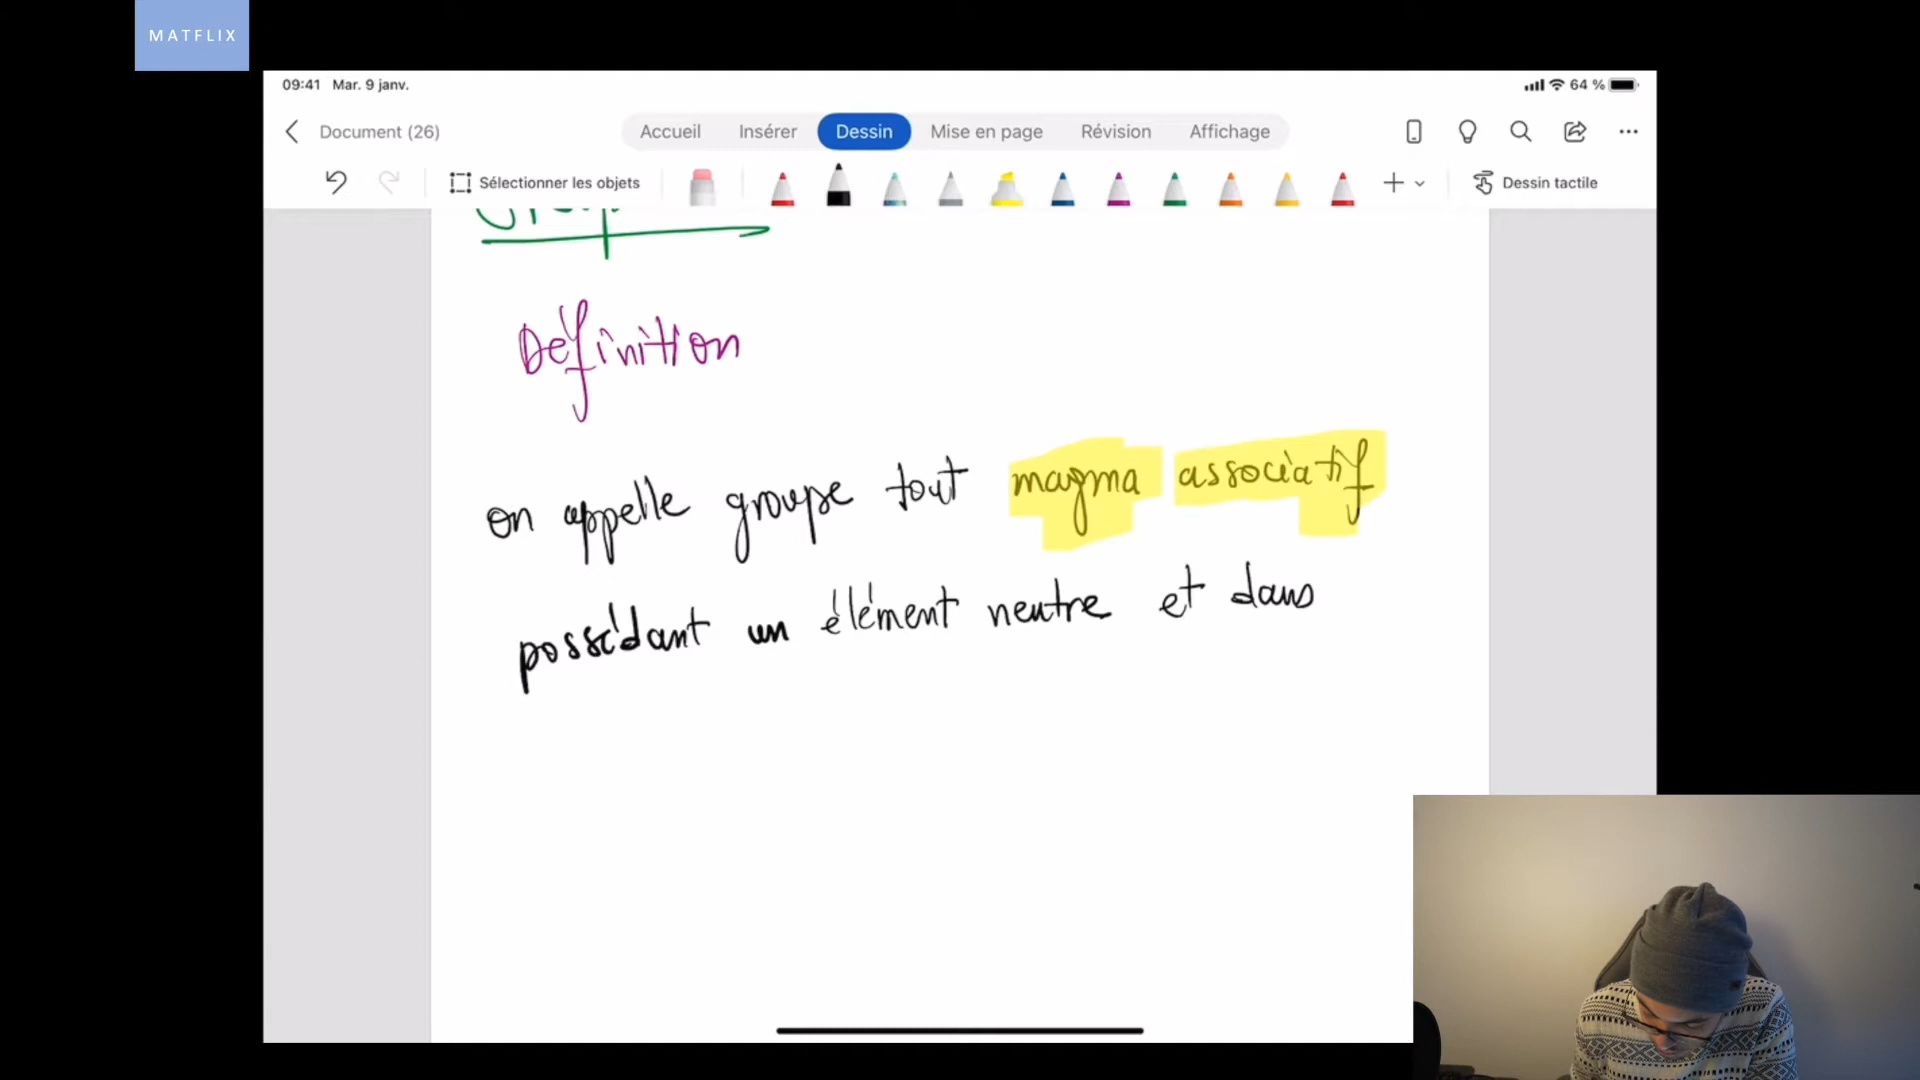 MATFLIX
09:41 Mar. 9 janv.
64 %
Document (26)
Accueil Insérer Dessin Mise en page Révision Affichage
Sélectionner les objets
Dessin tactile
Définition
on appelle groupe tout magma associatif
possédant un élément neutre et dans